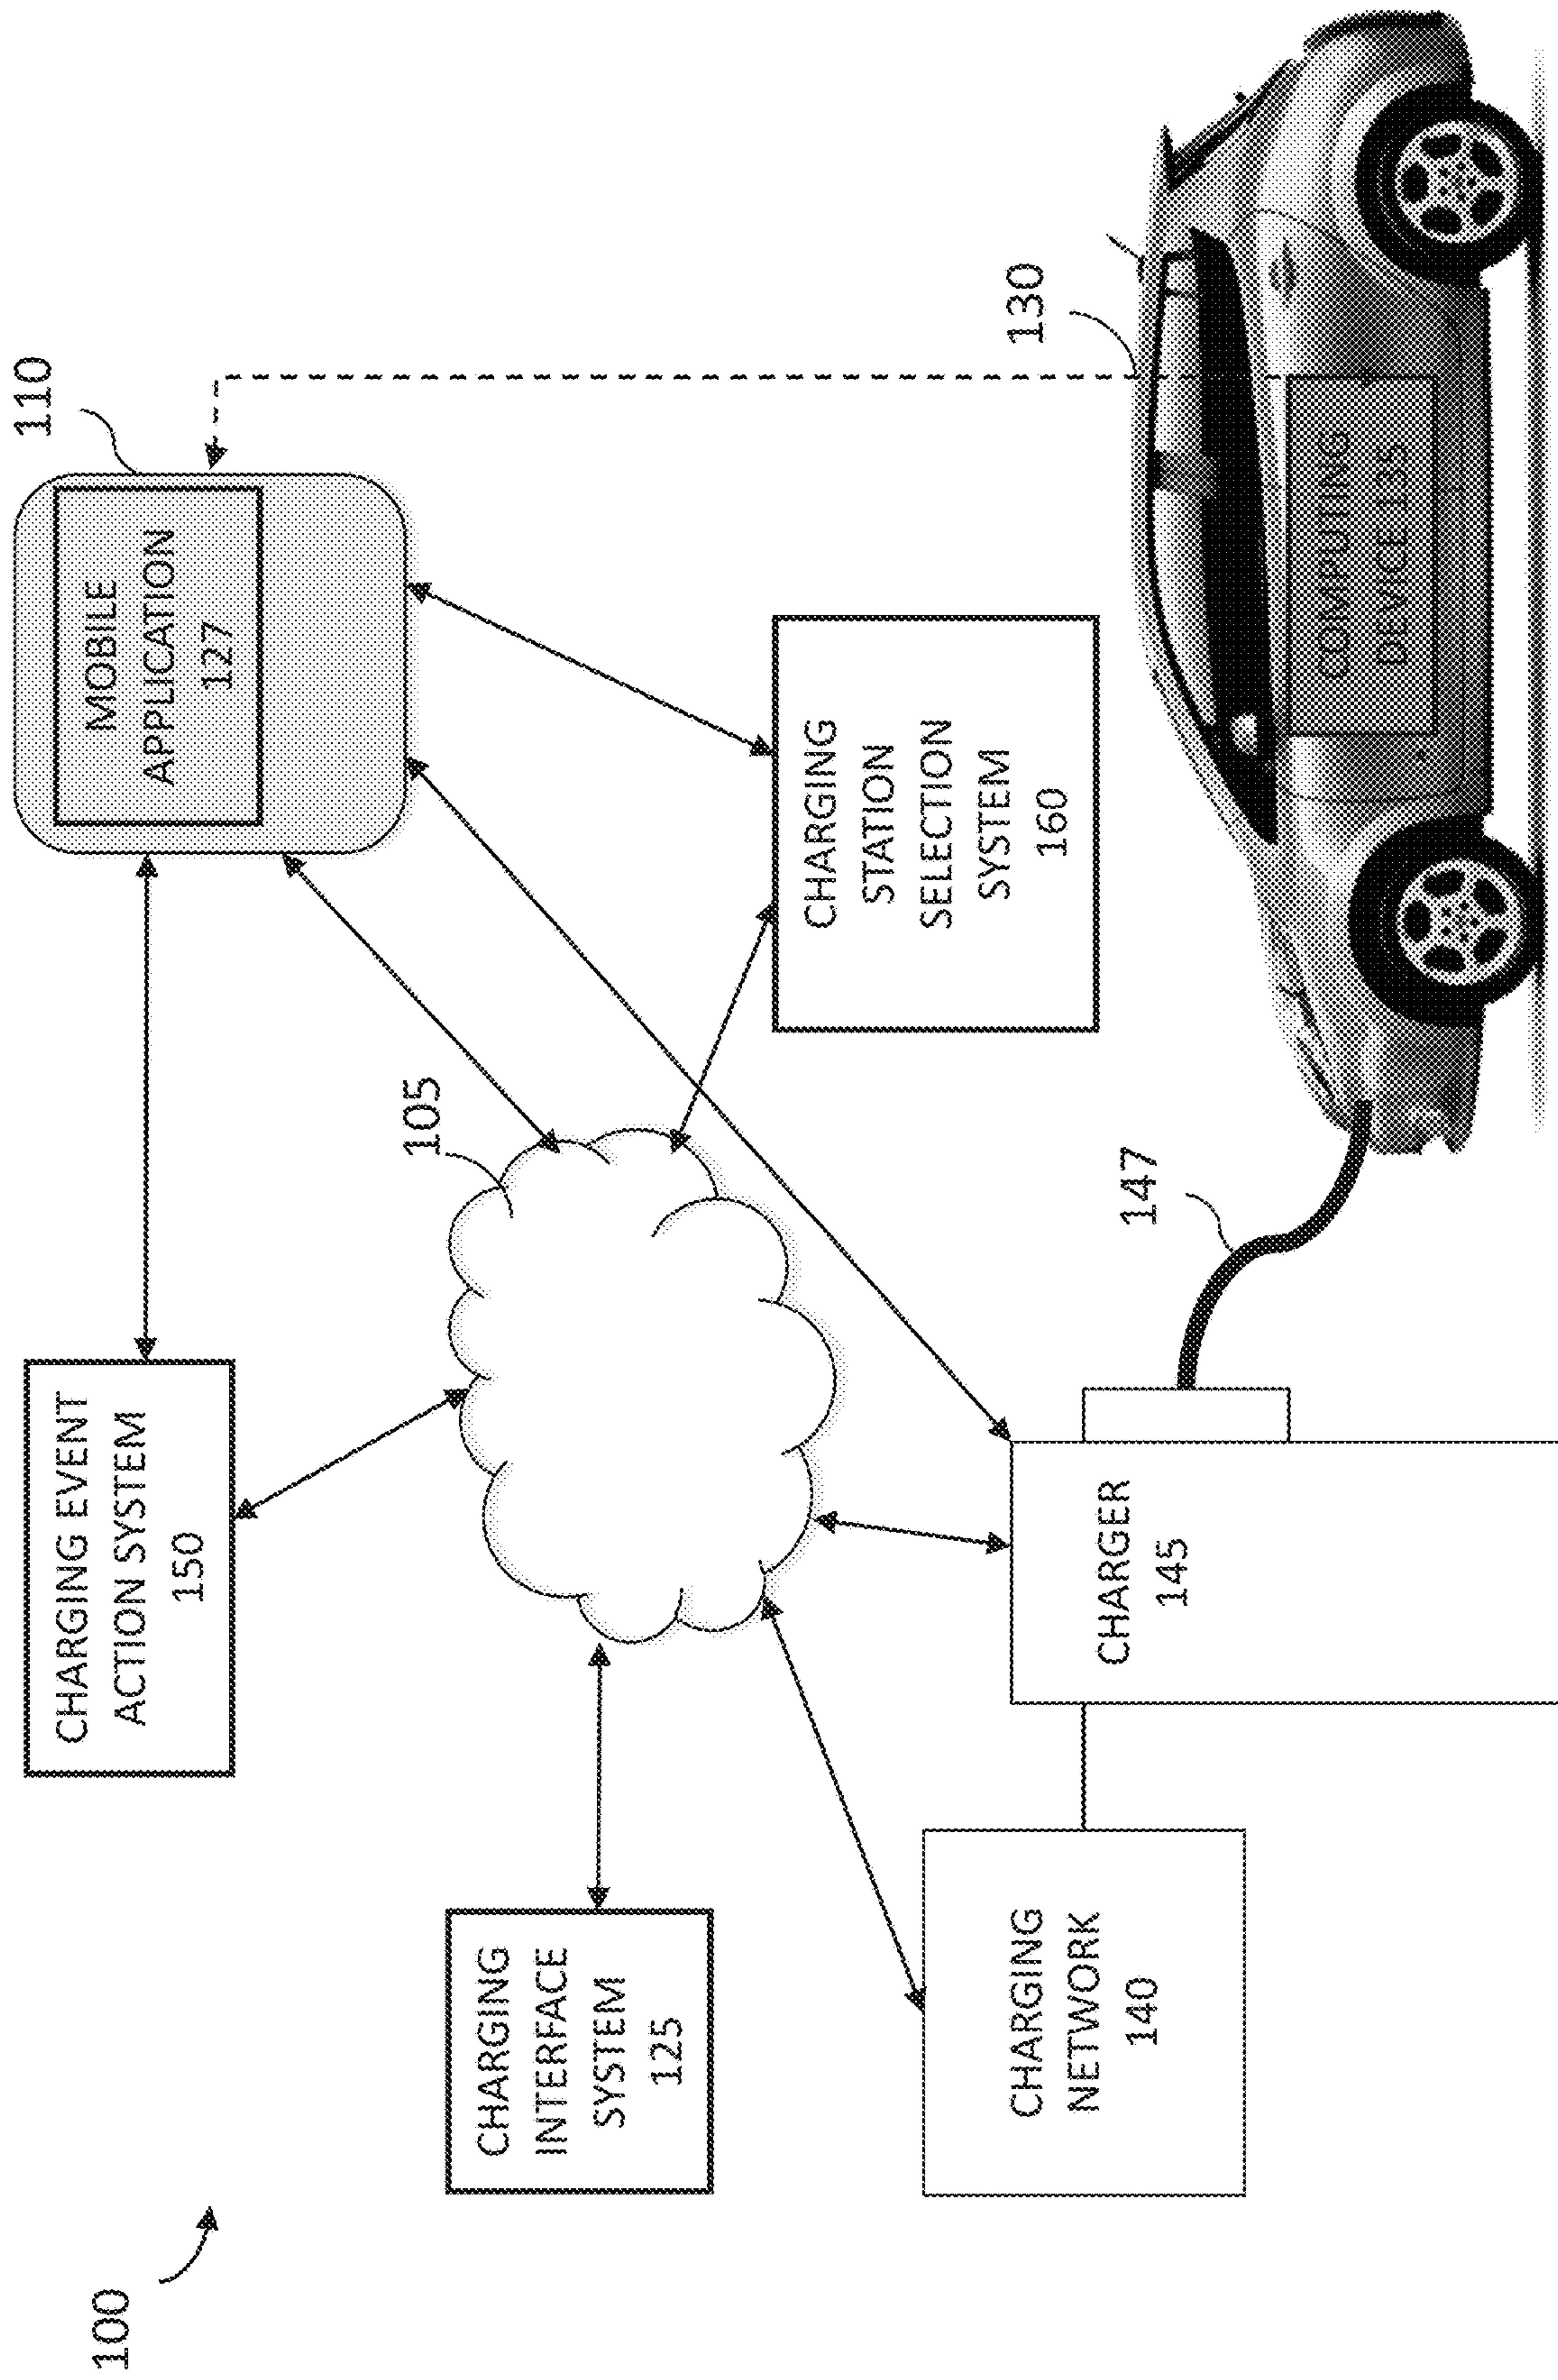 100
CHARGING EVENT
ACTION SYSTEM
150
MOBILE
APPLICATION
127
110
CHARGING
INTERFACE
SYSTEM
125
105
CHARGING
STATION
SELECTION
SYSTEM
160
130
CHARGING
NETWORK
140
CHARGER
145
147
COMPUTING
DEVICE 135